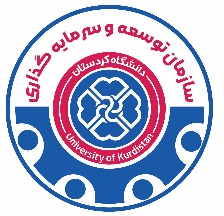 سازمان توسعه و سرمایه گذاری
دانشگاه کردستان
University of Kurdistan